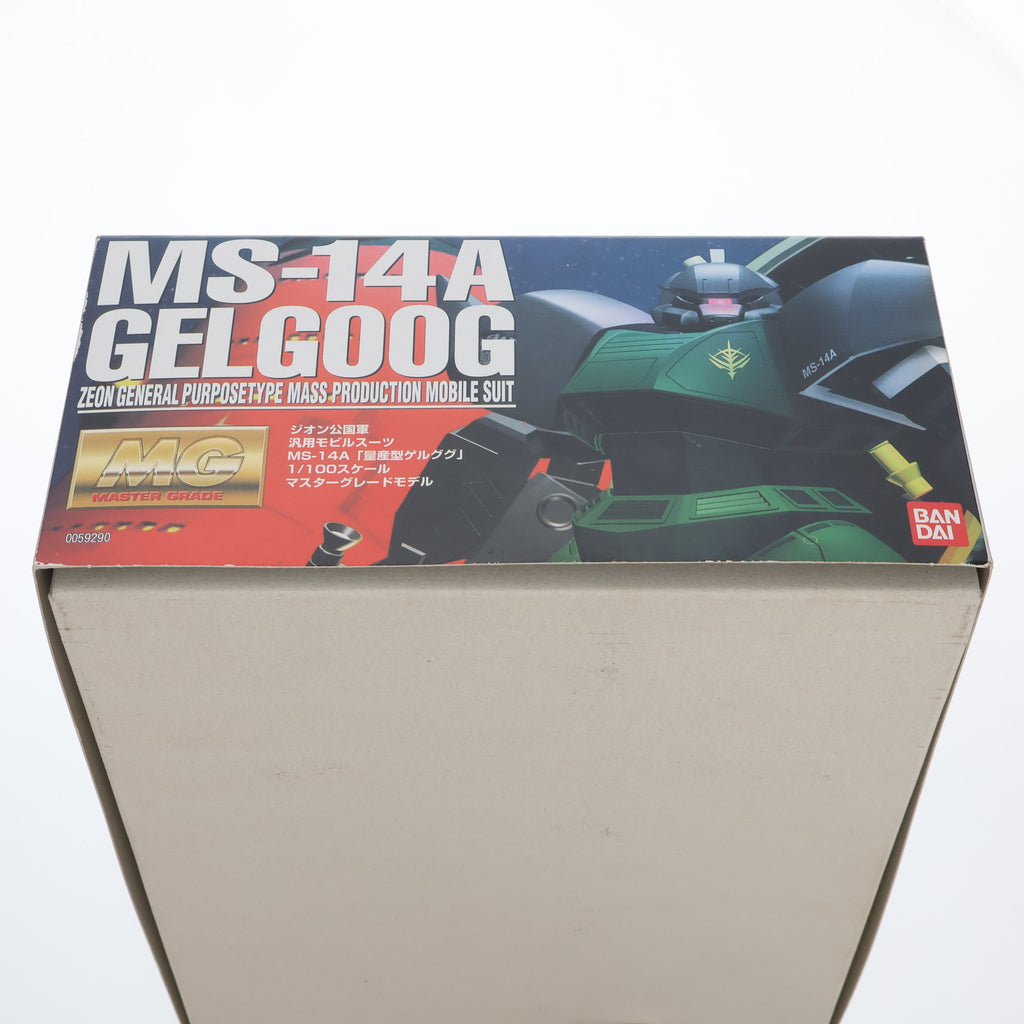 MS-14A
GELGOOG
ZEON GENERAL PURPOSETYPE MASS PRODUCTION MOBILE SUIT
MG
MASTER GRADE
ジオン公国軍
汎用モビルスーツ
MS-14A「量産型ゲルググ」
1/100スケール
マスターグレードモデル
0059290
MS-14A
BAN
DAI